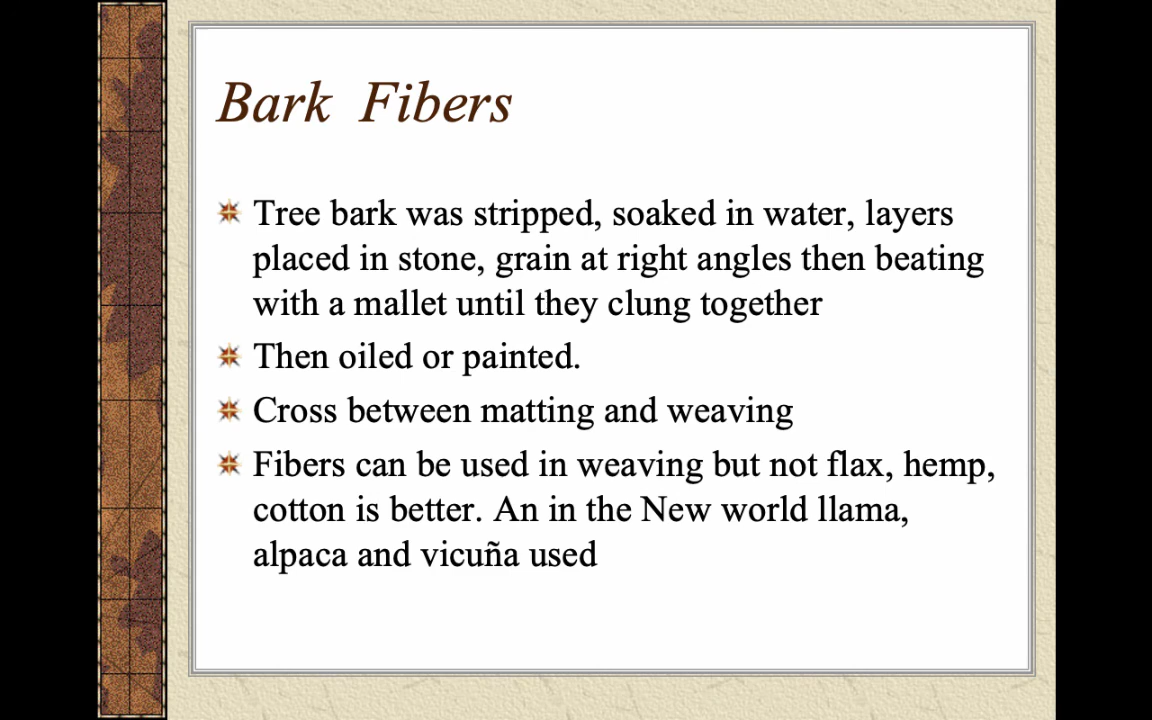 Bark Fibers
Tree bark was stripped, soaked in water, layers
placed in stone, grain at right angles then beating
with a mallet until they clung together
Then oiled or painted.
Cross between matting and weaving
Fibers can be used in weaving but not flax, hemp,
cotton is better. An in the New world llama,
alpaca and vicuña used